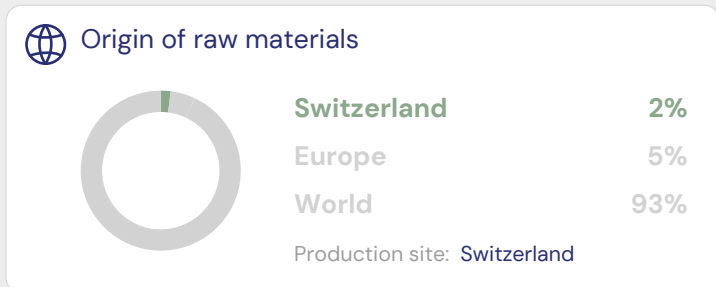 Origin of raw materials
Switzerland 2%
Europe 5%
World 93%
Production site: Switzerland